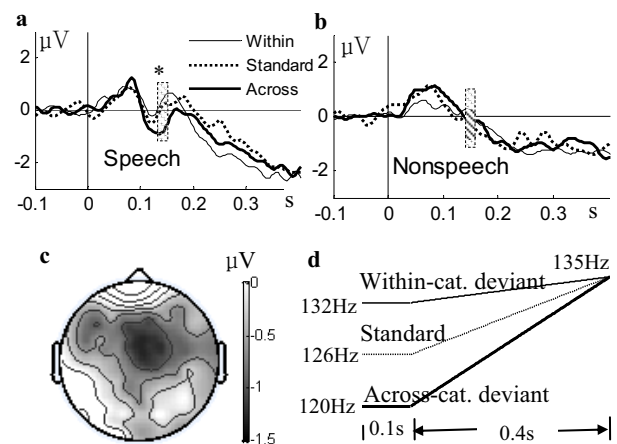 a
µV
Within
Standard
Across
2
0
-2
*
Speech
-0.1 0 0.1 0.2 0.3 s
b
µV
2
0
-2
Nonspeech
-0.1 0 0.1 0.2 0.3 s
c
µV
0
-0.5
-1
-1.5
d
135Hz
Within-cat. deviant
132Hz
Standard
126Hz
Across-cat. deviant
120Hz
0.1s
0.4s